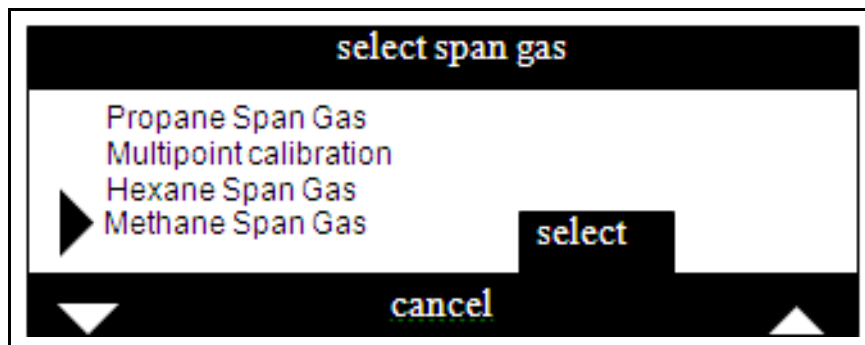 select span gas
Propane Span Gas
Multipoint calibration
Hexane Span Gas
Methane Span Gas
select
cancel